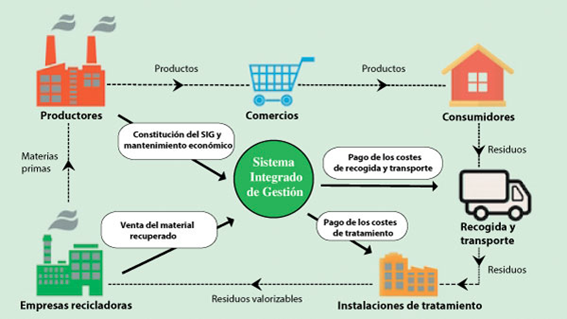 Productos
Productos
Productores
Comercios
Consumidores
Constitución del SIG y
mantenimiento económico
Materias
primas
Sistema
Integrado
de Gestión
Pago de los costes
de recogida y transporte
Residuos
Venta del material
recuperado
Pago de los costes
de tratamiento
Recogida y
transporte
Residuos
Empresas recicladoras
Residuos valorizables
Instalaciones de tratamiento